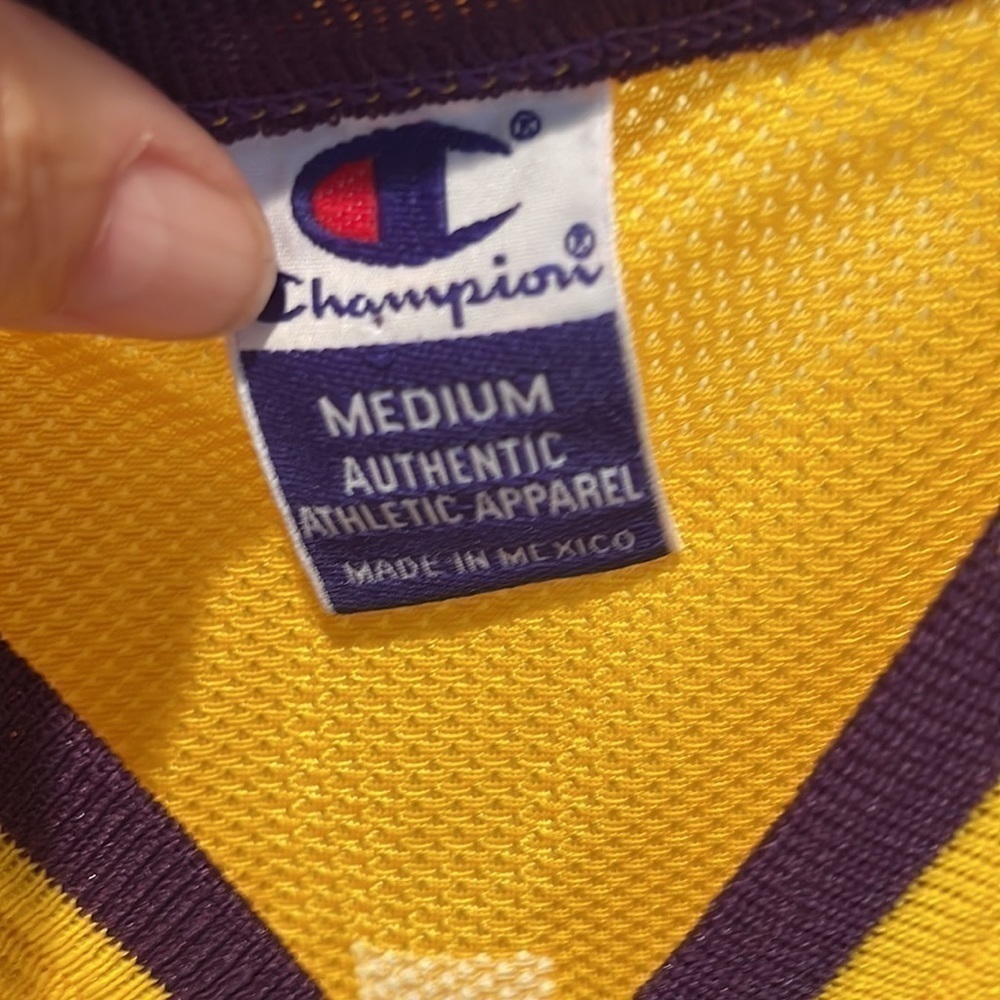 ®
Champion®
MEDIUM
AUTHENTIC
ATHLETIC APPAREL
MADE IN MEXICO